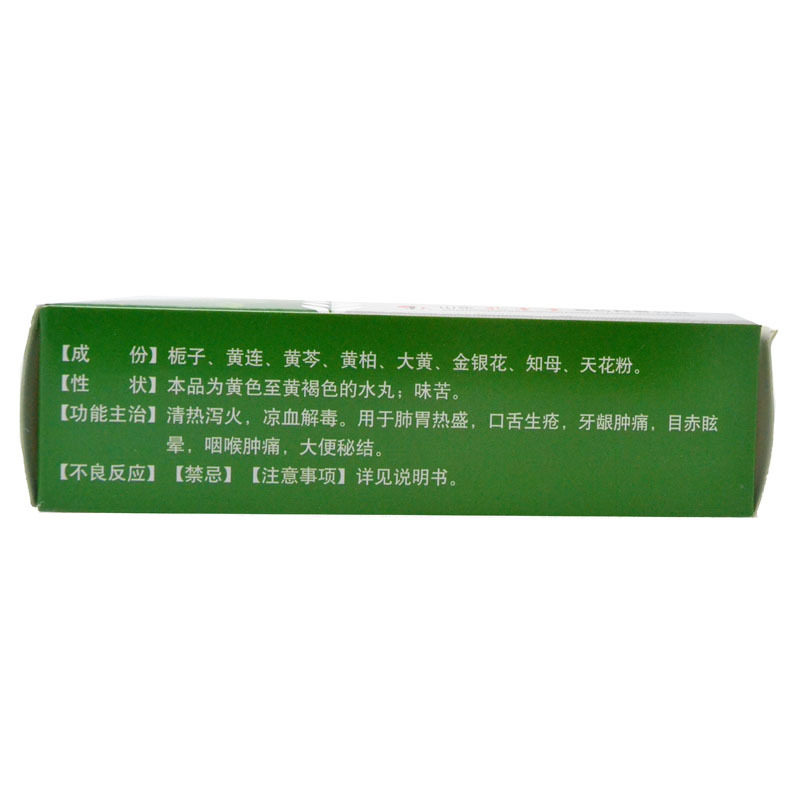 【成　　份】栀子、黄连、黄芩、黄柏、大黄、金银花、知母、天花粉。
【性　　状】本品为黄色至黄褐色的水丸；味苦。
【功能主治】清热泻火，凉血解毒。用于肺胃热盛，口舌生疮，牙龈肿痛，目赤眩
晕，咽喉肿痛，大便秘结。
【不良反应】【禁忌】【注意事项】详见说明书。